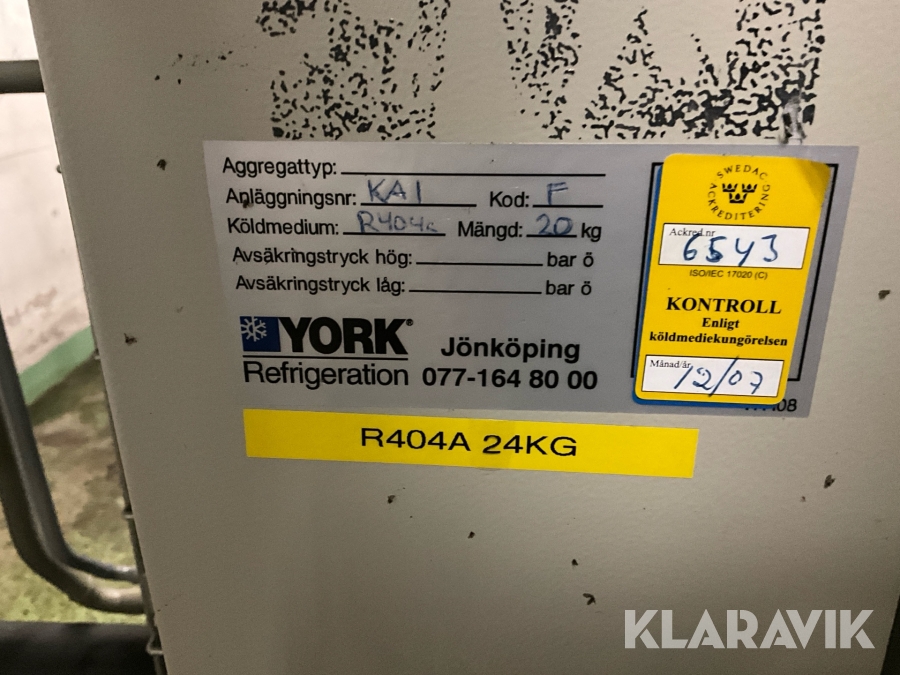 Aggregattyp:
Anläggningsnr: KA1 Kod: F
Köldmedium: R404a Mängd: 20 kg
Avsäkringstryck hög: bar ö
Avsäkringstryck låg: bar ö
YORK®
Refrigeration
Jönköping
077-164 80 00
SWEDAC
ACKREDITERING
Ackred.nr
6543
ISO/IEC 17020 (C)
KONTROLL
Enligt
köldmediekungörelsen
Månad/år
12/07
R404A 24KG
KLARAVIK